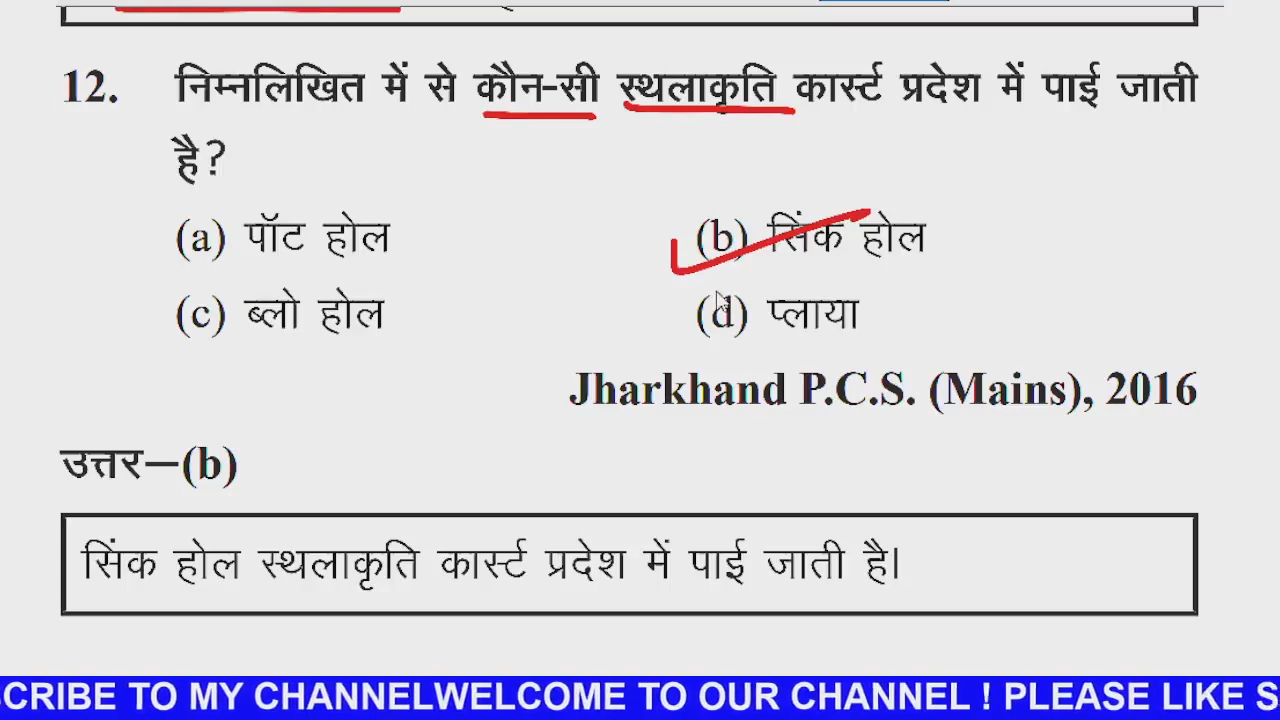 12. निम्नलिखित में से कौन-सी स्थलाकृति कार्स्ट प्रदेश में पाई जाती
है?
(a) पॉट होल (b) सिंक होल
(c) ब्लो होल (d) प्लाया
Jharkhand P.C.S. (Mains), 2016
उत्तर—(b)
सिंक होल स्थलाकृति कार्स्ट प्रदेश में पाई जाती है।
SCRIBE TO MY CHANNELWELCOME TO OUR CHANNEL ! PLEASE LIKE S